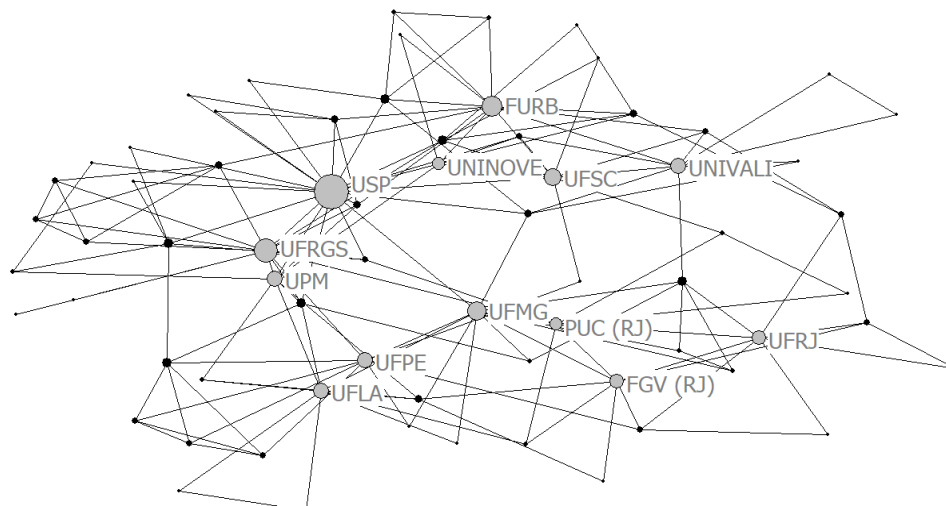 FURB
UNINOVE
UFSC
UNIVALI
USP
UFRGS
UPM
UFMG
PUC (RJ)
UFRJ
UFPE
UFLA
FGV (RJ)